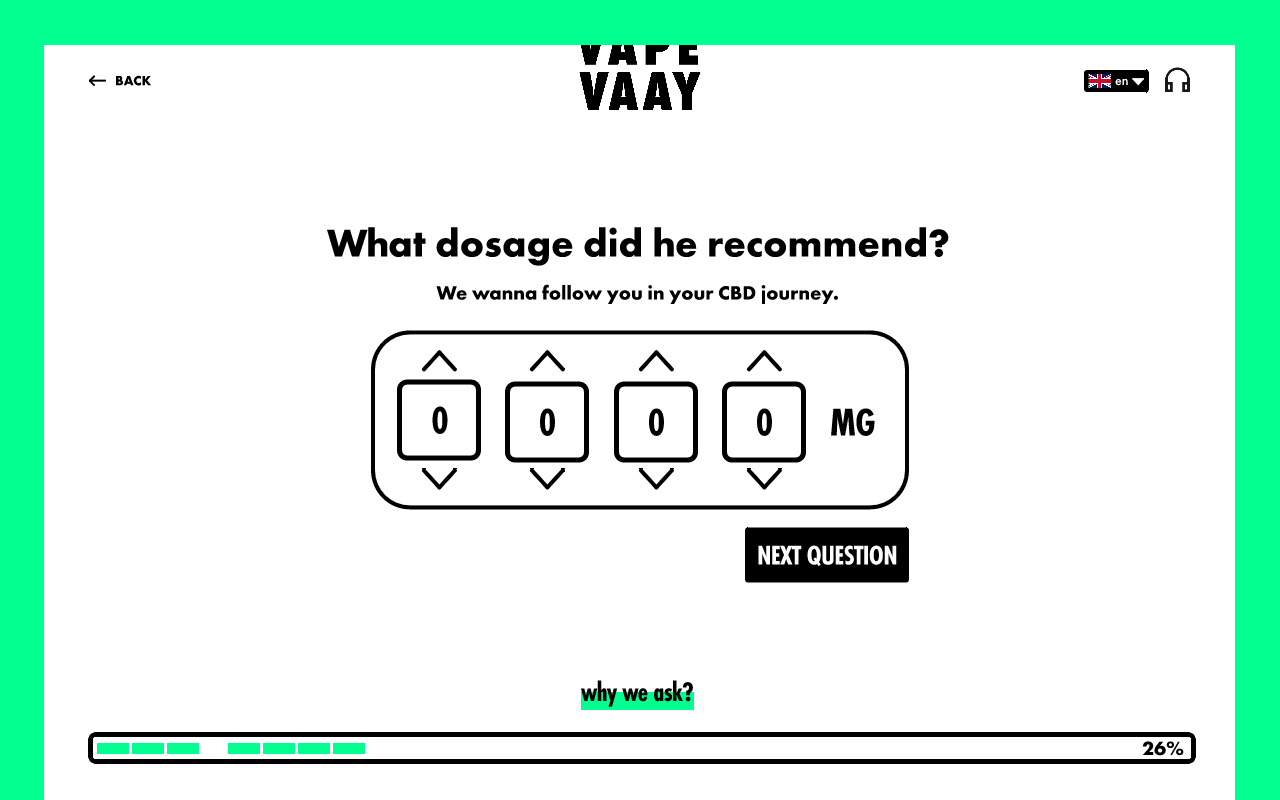 VAPE
VAAY
BACK
en
What dosage did he recommend?
We wanna follow you in your CBD journey.
0 0 0 0 MG
NEXT QUESTION
why we ask?
26%